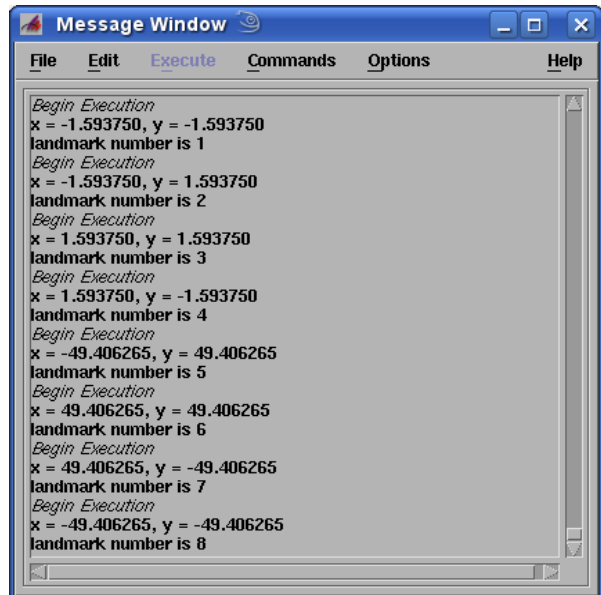 Message Window
File Edit Execute Commands Options Help
Begin Execution
x = -1.593750, y = -1.593750
landmark number is 1
Begin Execution
x = -1.593750, y = 1.593750
landmark number is 2
Begin Execution
x = 1.593750, y = 1.593750
landmark number is 3
Begin Execution
x = 1.593750, y = -1.593750
landmark number is 4
Begin Execution
x = -49.406265, y = 49.406265
landmark number is 5
Begin Execution
x = 49.406265, y = 49.406265
landmark number is 6
Begin Execution
x = 49.406265, y = -49.406265
landmark number is 7
Begin Execution
x = -49.406265, y = -49.406265
landmark number is 8